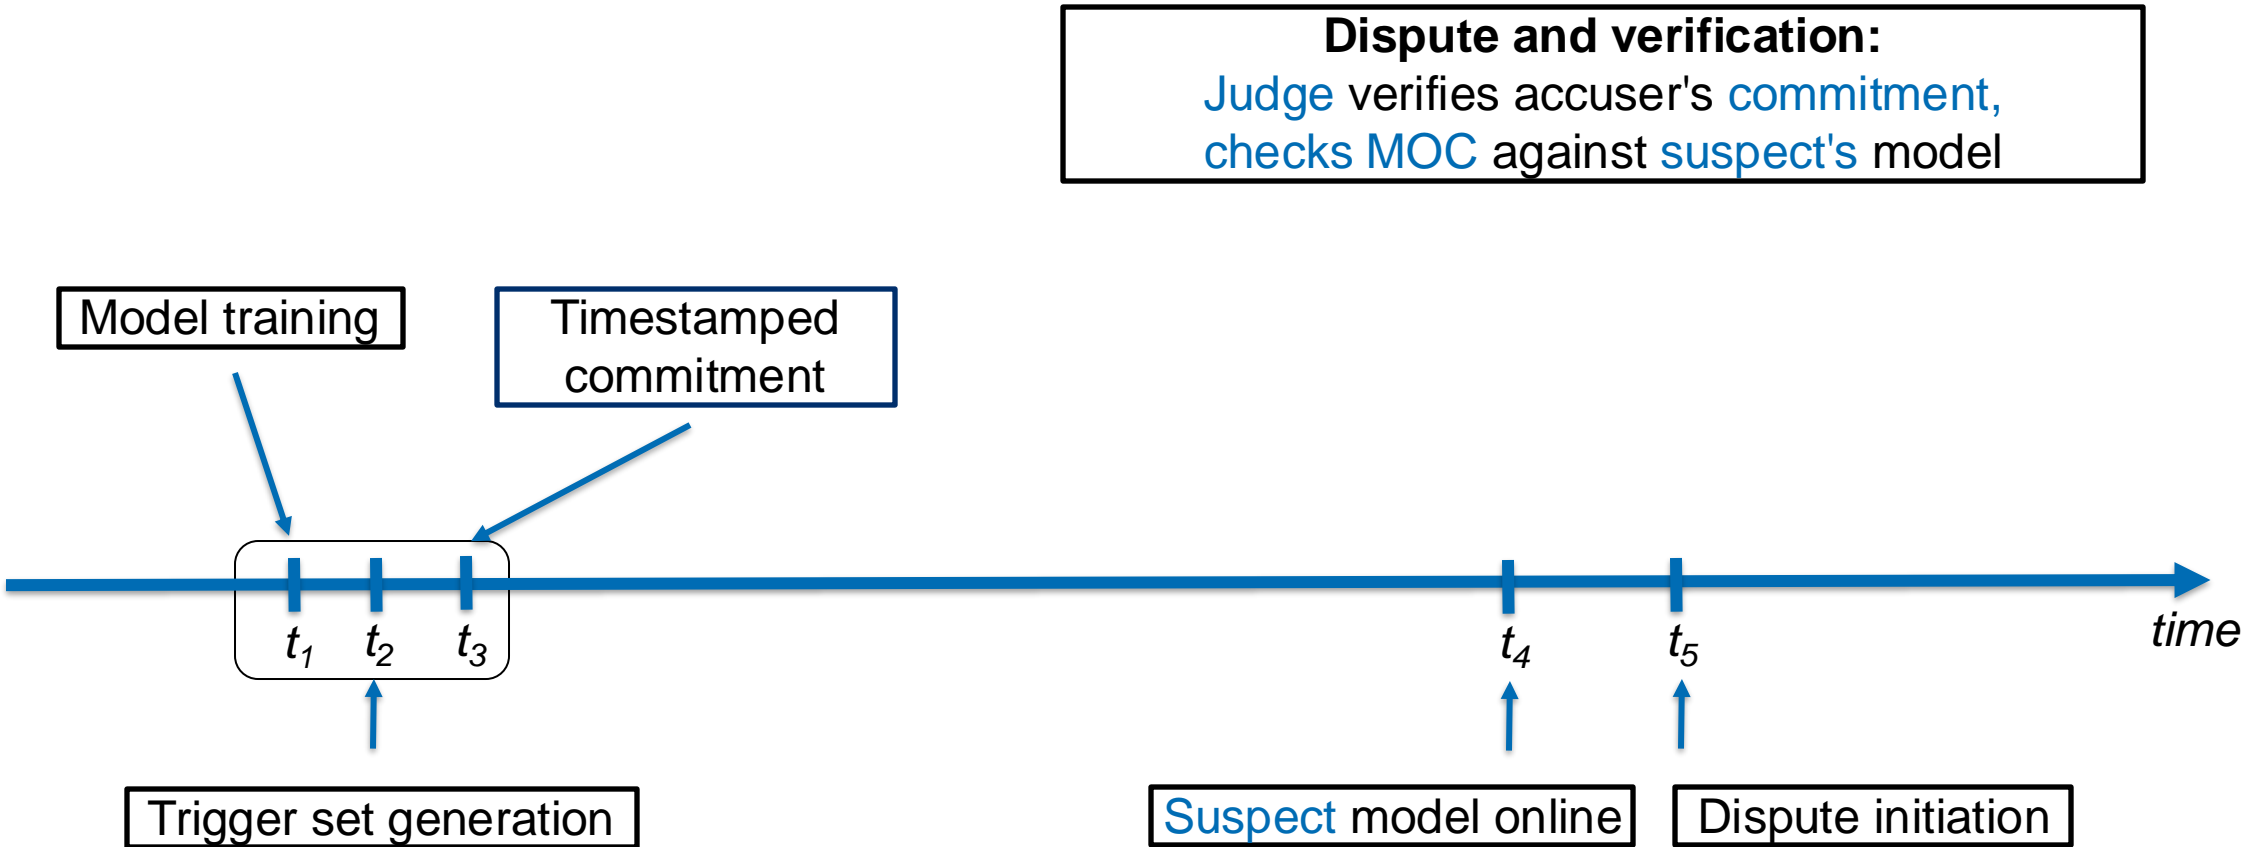 Dispute and verification:
Judge verifies accuser's commitment,
checks MOC against suspect's model
Model training
Timestamped
commitment
t1 t2 t3 t4 t5 time
Trigger set generation
Suspect model online
Dispute initiation